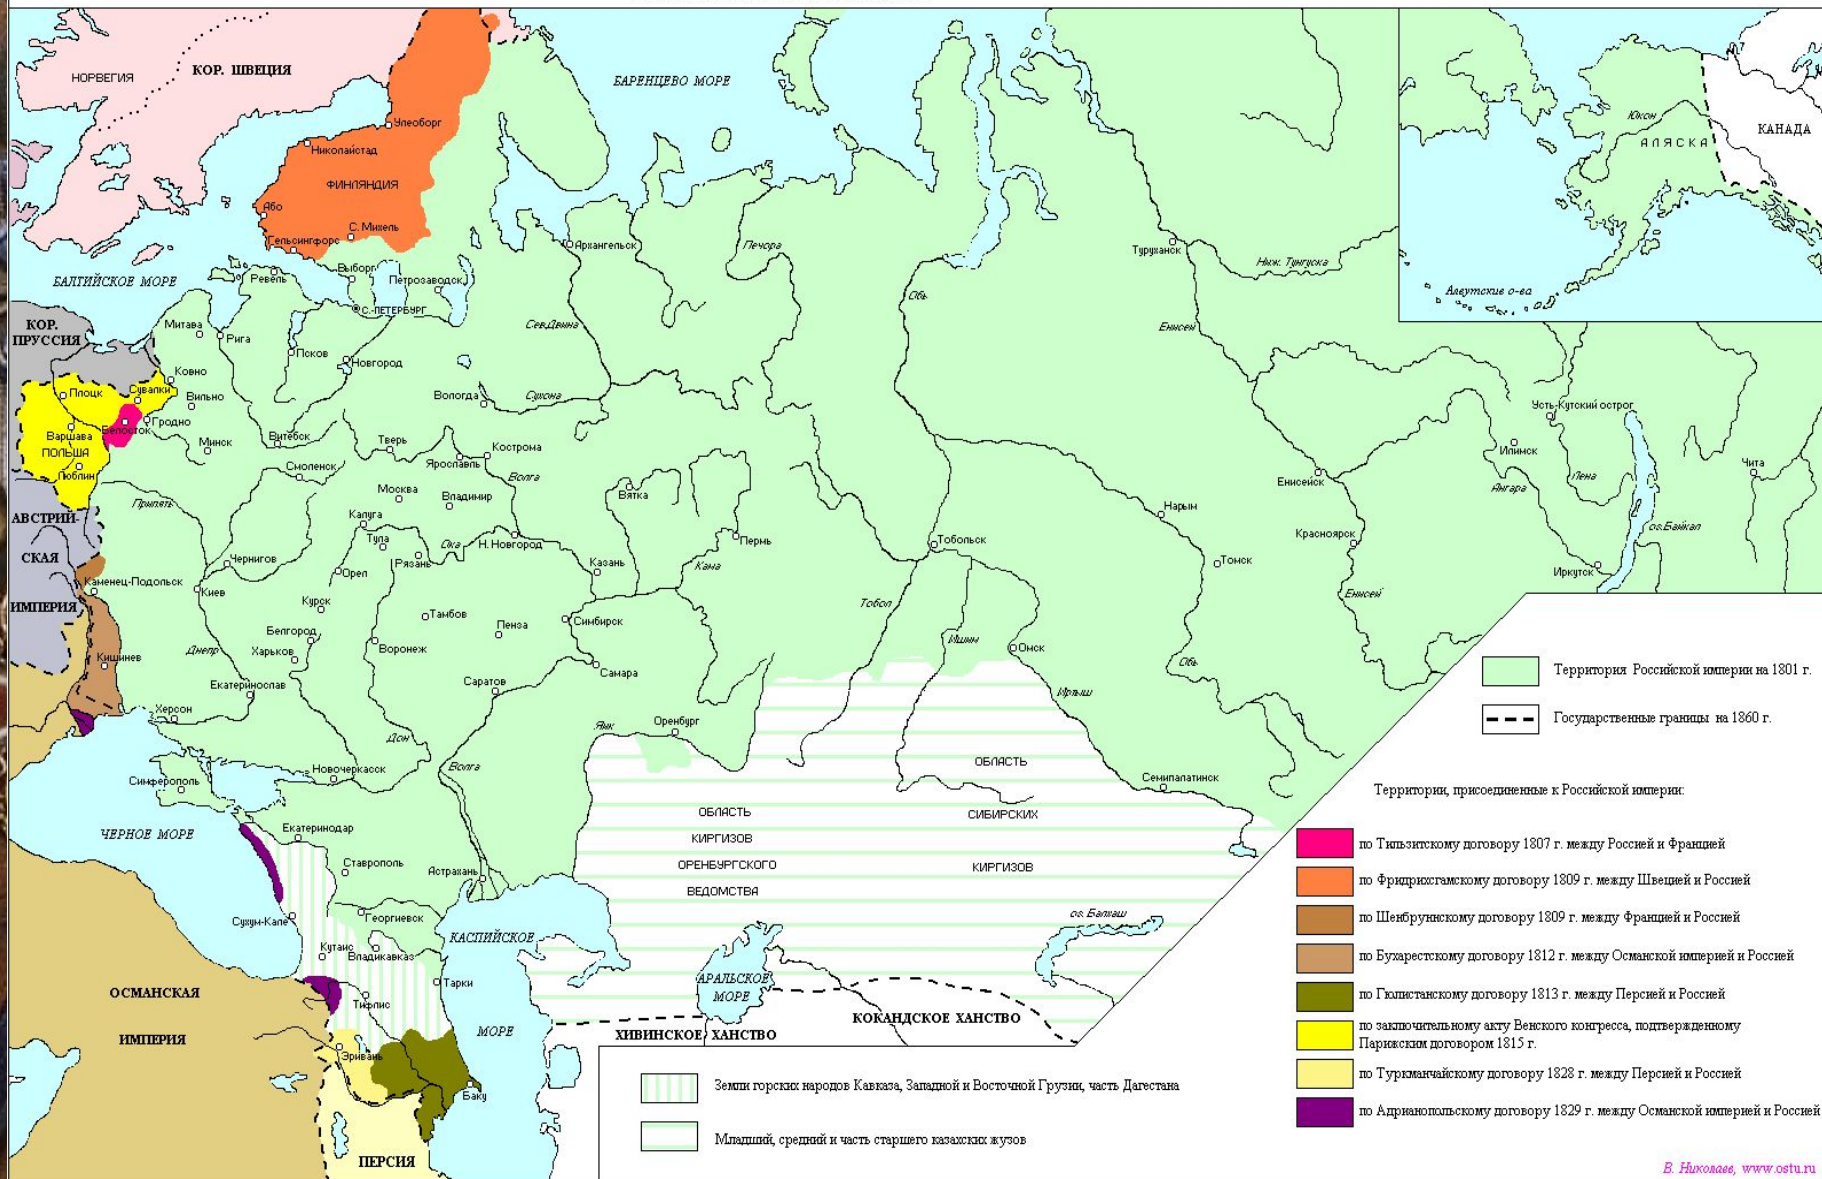 НОРВЕГИЯ
КОР. ШВЕЦИЯ
БАРЕНЦЕВО МОРЕ
Улеоборг
Николайстад
ФИНЛЯНДИЯ
Або
С. Михель
Гельсингфорс
БАЛТИЙСКОЕ МОРЕ
Ревель
Выборг
Петрозаводск
С.-ПЕТЕРБУРГ
Архангельск
Печора
Обь
Туруханск
Ниж. Тунгуска
Енисей
Юкон
АЛЯСКА
КАНАДА
Алеутские о-ва
КОР.
ПРУССИЯ
Митава
Рига
Псков
Новгород
Сев.Двина
Ковно
Вильно
Сувалки
Плоцк
Белосток
Гродно
Варшава
ПОЛЬША
Люблин
Минск
Витебск
Смоленск
Вологда
Сухона
Тверь
Ярославль
Кострома
Волга
Москва
Владимир
Вятка
Калуга
Тула
Рязань
Ока
Н. Новгород
Казань
Пермь
Кама
Тобольск
Нарым
Томск
Енисейск
Красноярск
Енисей
Усть-Кутский острог
Илимск
Лена
Ангара
Чита
оз.Байкал
Иркутск
АВСТРИЙ-
СКАЯ
ИМПЕРИЯ
Припять
Чернигов
Орел
Каменец-Подольск
Киев
Курск
Тамбов
Пенза
Симбирск
Тобол
Ишим
Омск
Обь
Иртыш
Белгород
Харьков
Воронеж
Днепр
Кишинев
Екатеринослав
Саратов
Самара
Херсон
Дон
Яик
Оренбург
Волга
Новочеркасск
Симферополь
Семипалатинск
ОБЛАСТЬ
СИБИРСКИХ
КИРГИЗОВ
ОБЛАСТЬ
КИРГИЗОВ
ОРЕНБУРГСКОГО
ВЕДОМСТВА
ЧЕРНОЕ МОРЕ
Екатеринодар
Ставрополь
Астрахань
Сухум-Кале
Георгиевск
Кутаис
Владикавказ
КАСПИЙСКОЕ
МОРЕ
Тарки
Тифлис
Эривань
Баку
оз. Балхаш
АРАЛЬСКОЕ
МОРЕ
ХИВИНСКОЕ ХАНСТВО
КОКАНДСКОЕ ХАНСТВО
ОСМАНСКАЯ
ИМПЕРИЯ
ПЕРСИЯ
Территория Российской империи на 1801 г.
Государственные границы на 1860 г.
Территории, присоединенные к Российской империи:
по Тильзитскому договору 1807 г. между Россией и Францией
по Фридрихсгамскому договору 1809 г. между Швецией и Россией
по Шенбруннскому договору 1809 г. между Францией и Россией
по Бухарестскому договору 1812 г. между Османской империей и Россией
по Гюлистанскому договору 1813 г. между Персией и Россией
по заключительному акту Венского конгресса, подтвержденному
Парижским договором 1815 г.
по Туркманчайскому договору 1828 г. между Персией и Россией
по Адрианопольскому договору 1829 г. между Османской империей и Россией
Земли горских народов Кавказа, Западной и Восточной Грузии, часть Дагестана
Младший, средний и часть старшего казахских жузов
В. Николаев, www.ostu.ru